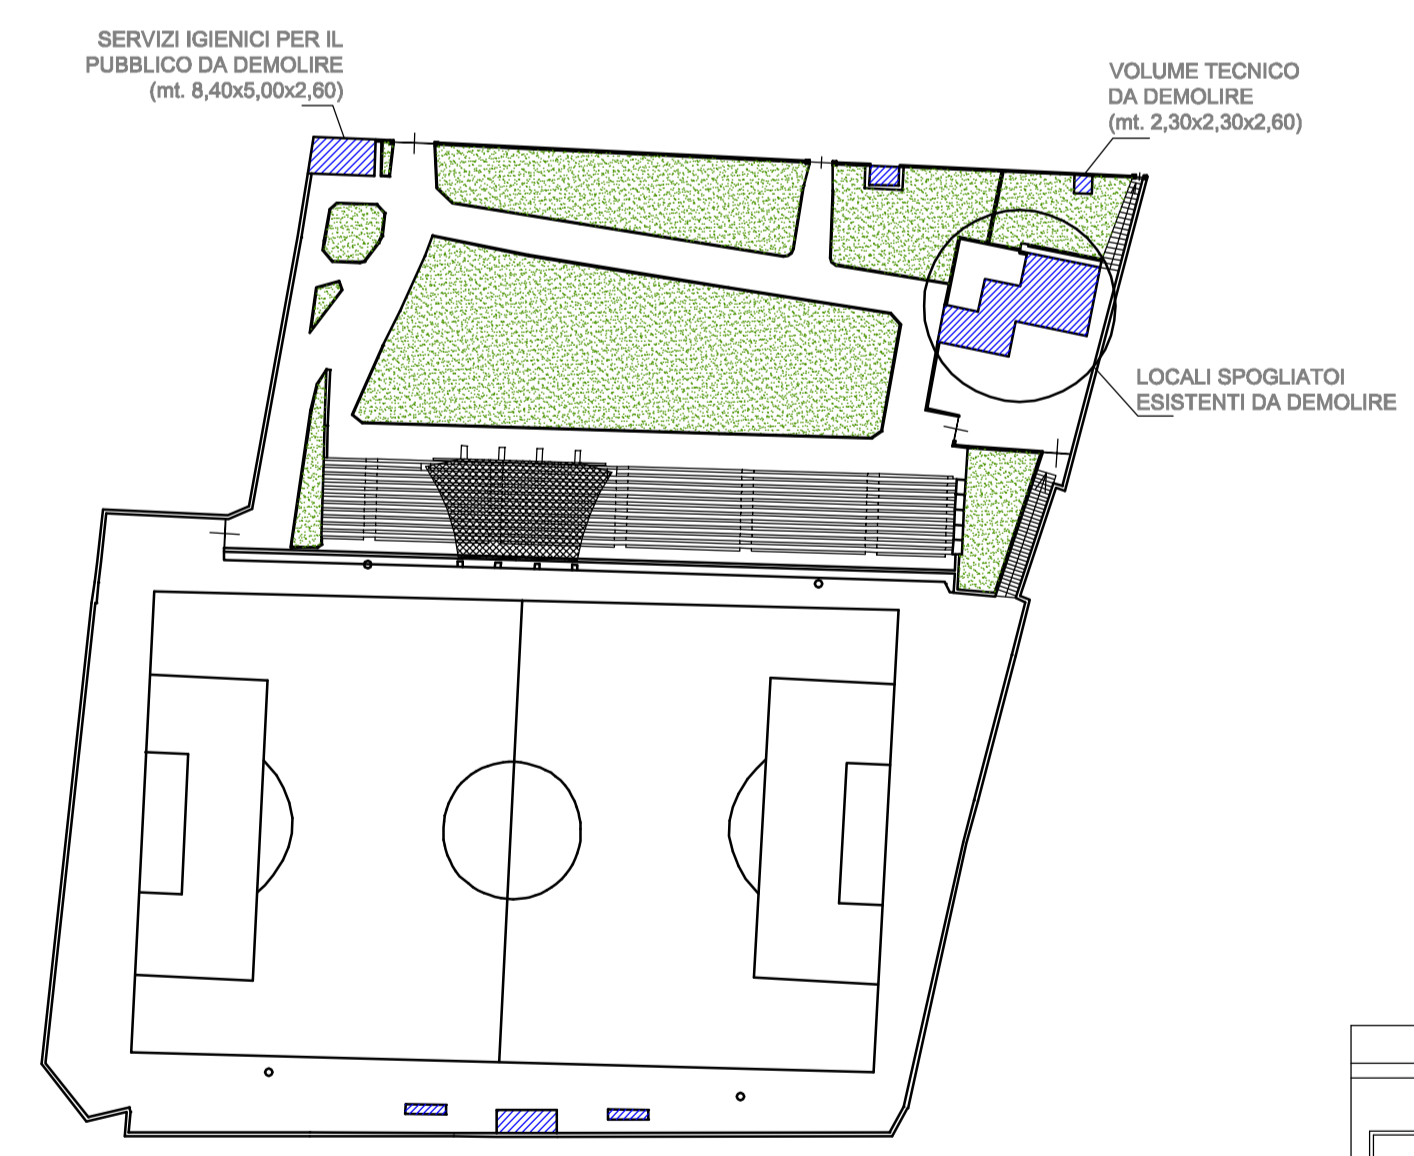 SERVIZI IGIENICI PER IL
PUBBLICO DA DEMOLIRE
(mt. 8,40x5,00x2,60)
VOLUME TECNICO
DA DEMOLIRE
(mt. 2,30x2,30x2,60)
LOCALI SPOGLIATOI
ESISTENTI DA DEMOLIRE